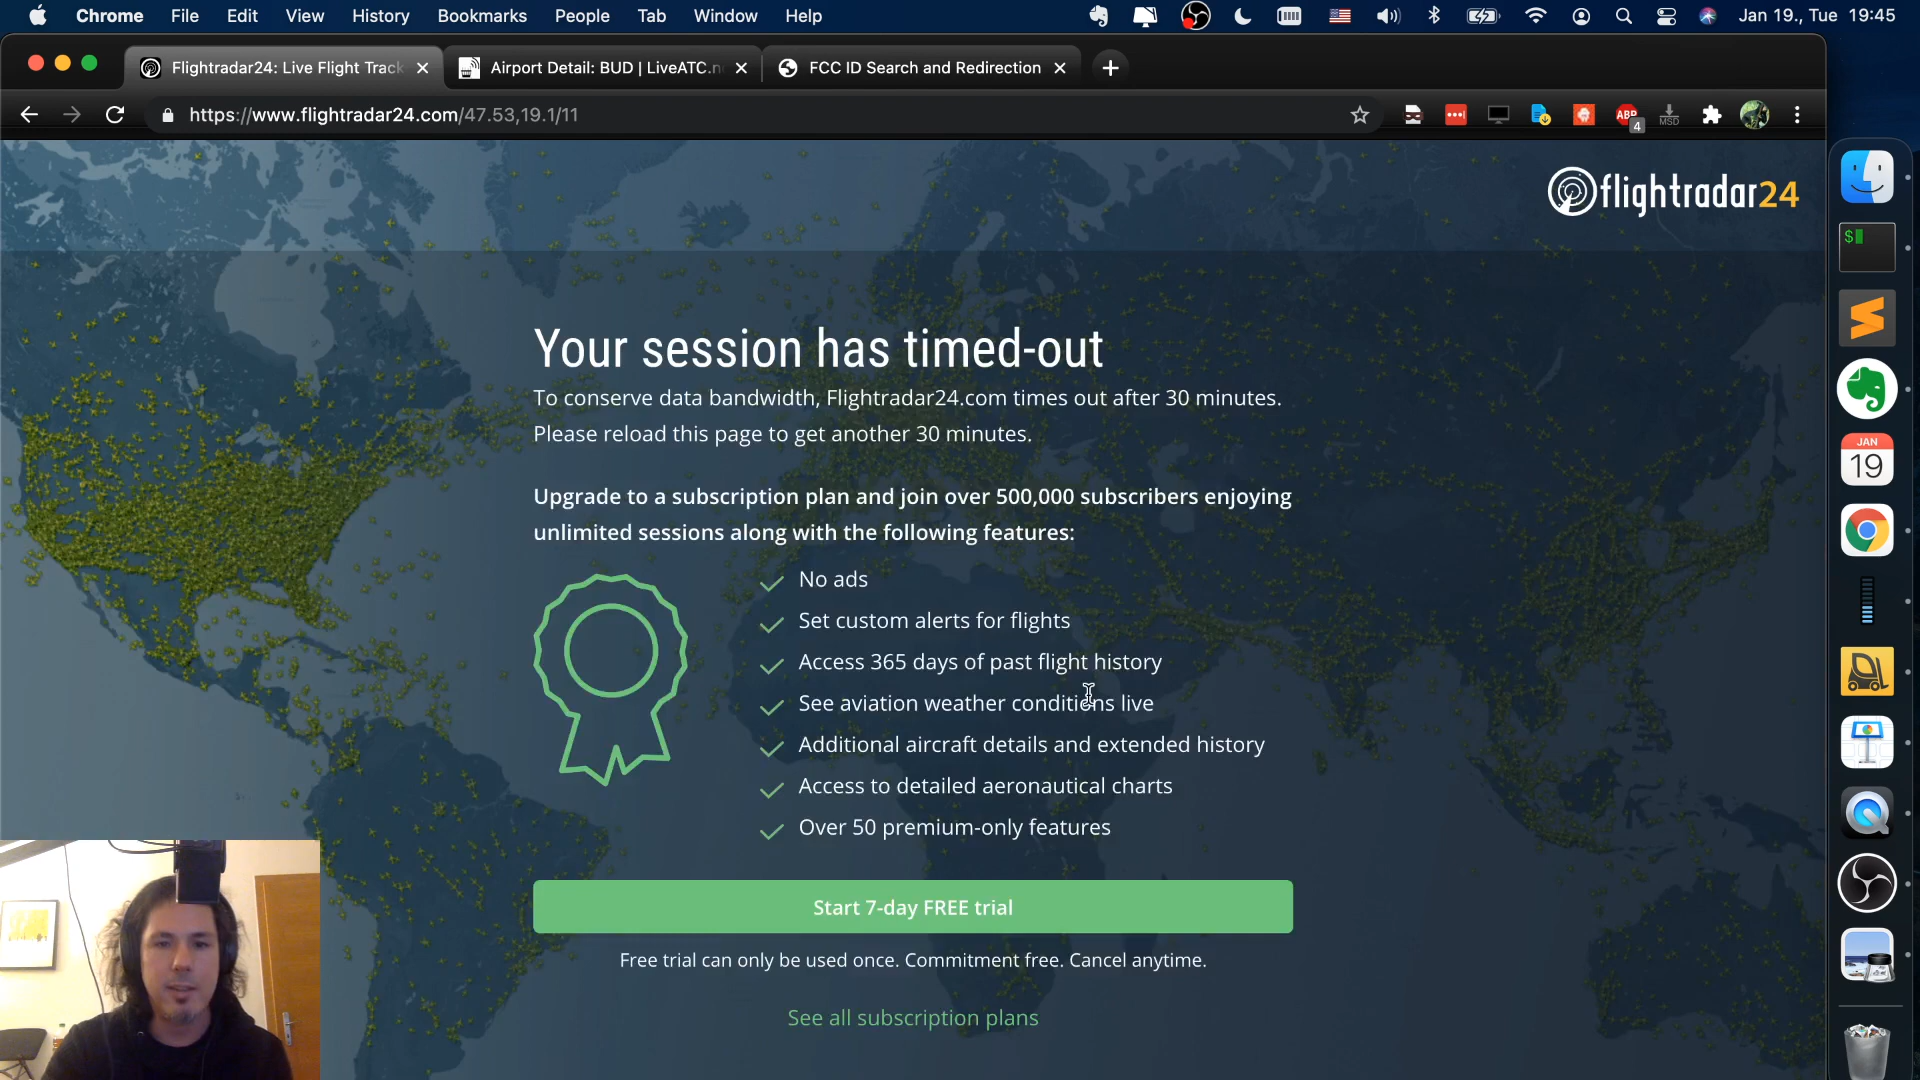 Chrome File Edit View History Bookmarks People Tab Window Help
Jan 19., Tue 19:45
Flightradar24: Live Flight Track
Airport Detail: BUD | LiveATC.n
FCC ID Search and Redirection
https://www.flightradar24.com/47.53,19.1/11
ABP
4
MSD
flightradar24
$
Your session has timed-out
To conserve data bandwidth, Flightradar24.com times out after 30 minutes.
Please reload this page to get another 30 minutes.
Upgrade to a subscription plan and join over 500,000 subscribers enjoying
unlimited sessions along with the following features:
JAN
19
No ads
Set custom alerts for flights
Access 365 days of past flight history
See aviation weather conditions live
Additional aircraft details and extended history
Access to detailed aeronautical charts
Over 50 premium-only features
Start 7-day FREE trial
Free trial can only be used once. Commitment free. Cancel anytime.
See all subscription plans